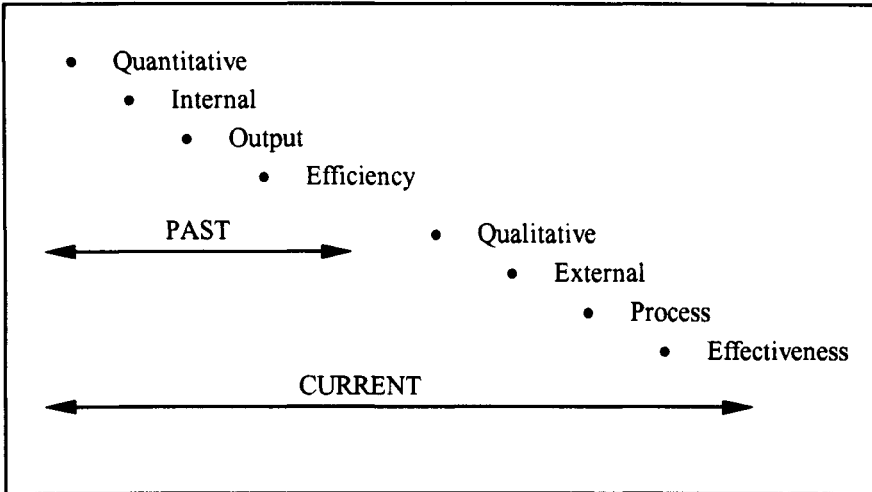 • Quantitative
• Internal
• Output
• Efficiency
PAST
• Qualitative
• External
• Process
• Effectiveness
CURRENT